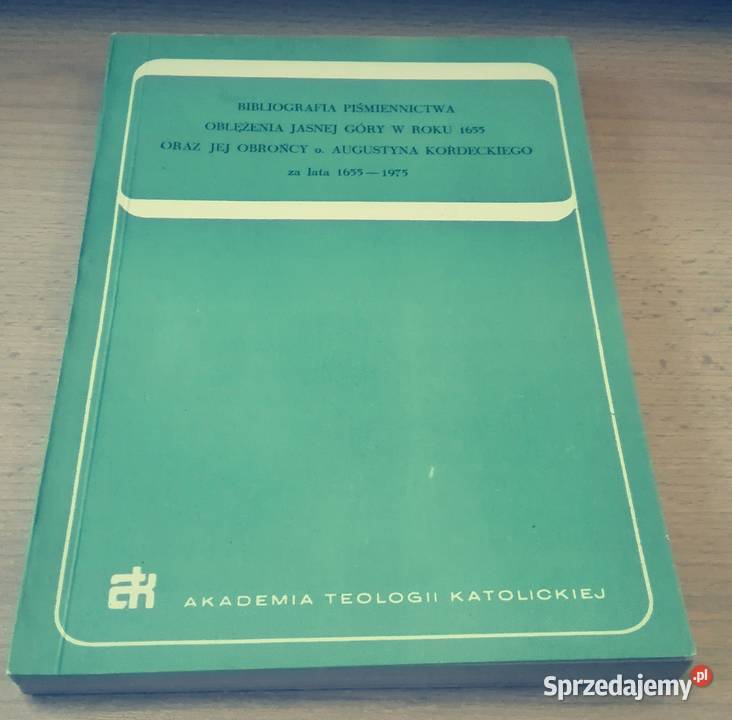 BIBLIOGRAFIA PIŚMIENNICTWA
OBLĘŻENIA JASNEJ GÓRY W ROKU 1655
ORAZ JEJ OBROŃCY o. AUGUSTYNA KORDECKIEGO
za lata 1655—1975
atk AKADEMIA TEOLOGII KATOLICKIEJ
Sprzedajemy.pl